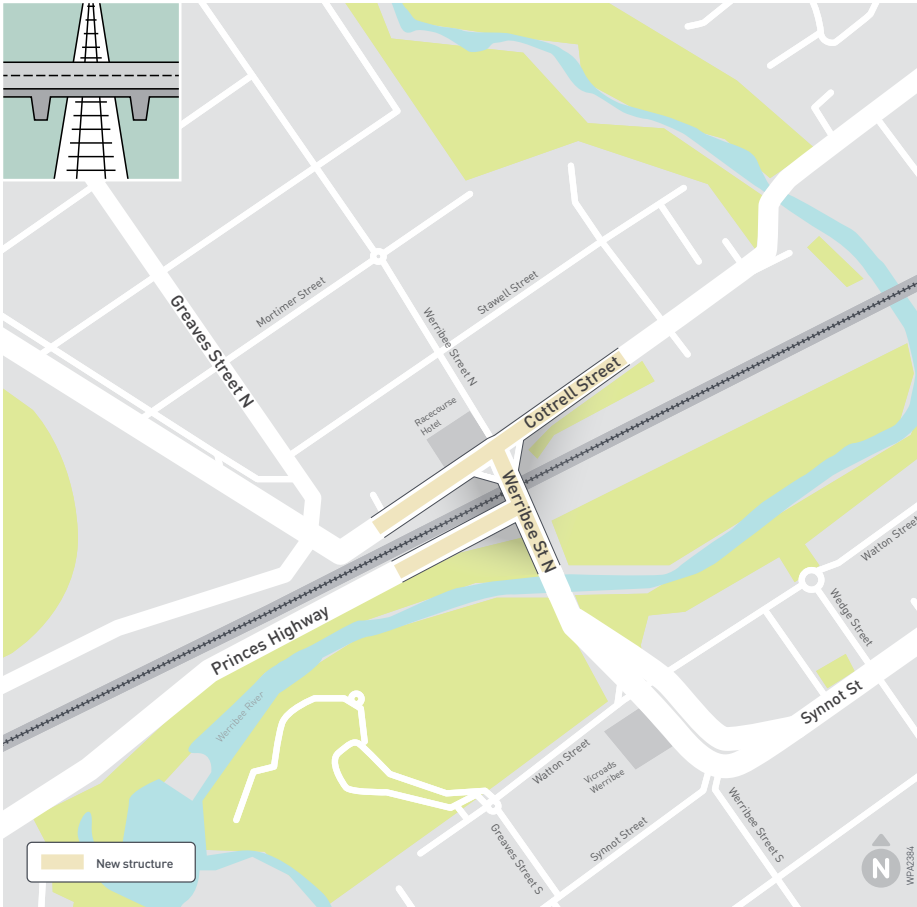 Greaves Street N
Mortimer Street
Stawell Street
Werribee Street N
Racecourse
Hotel
Cottrell Street
Werribee St N
Princes Highway
Werribee River
Watton Street
Wedge Street
Synnot St
Watton Street
Vicroads
Werribee
Synnot Street
Werribee Street S
Greaves Street S
New structure
N
WPA2384